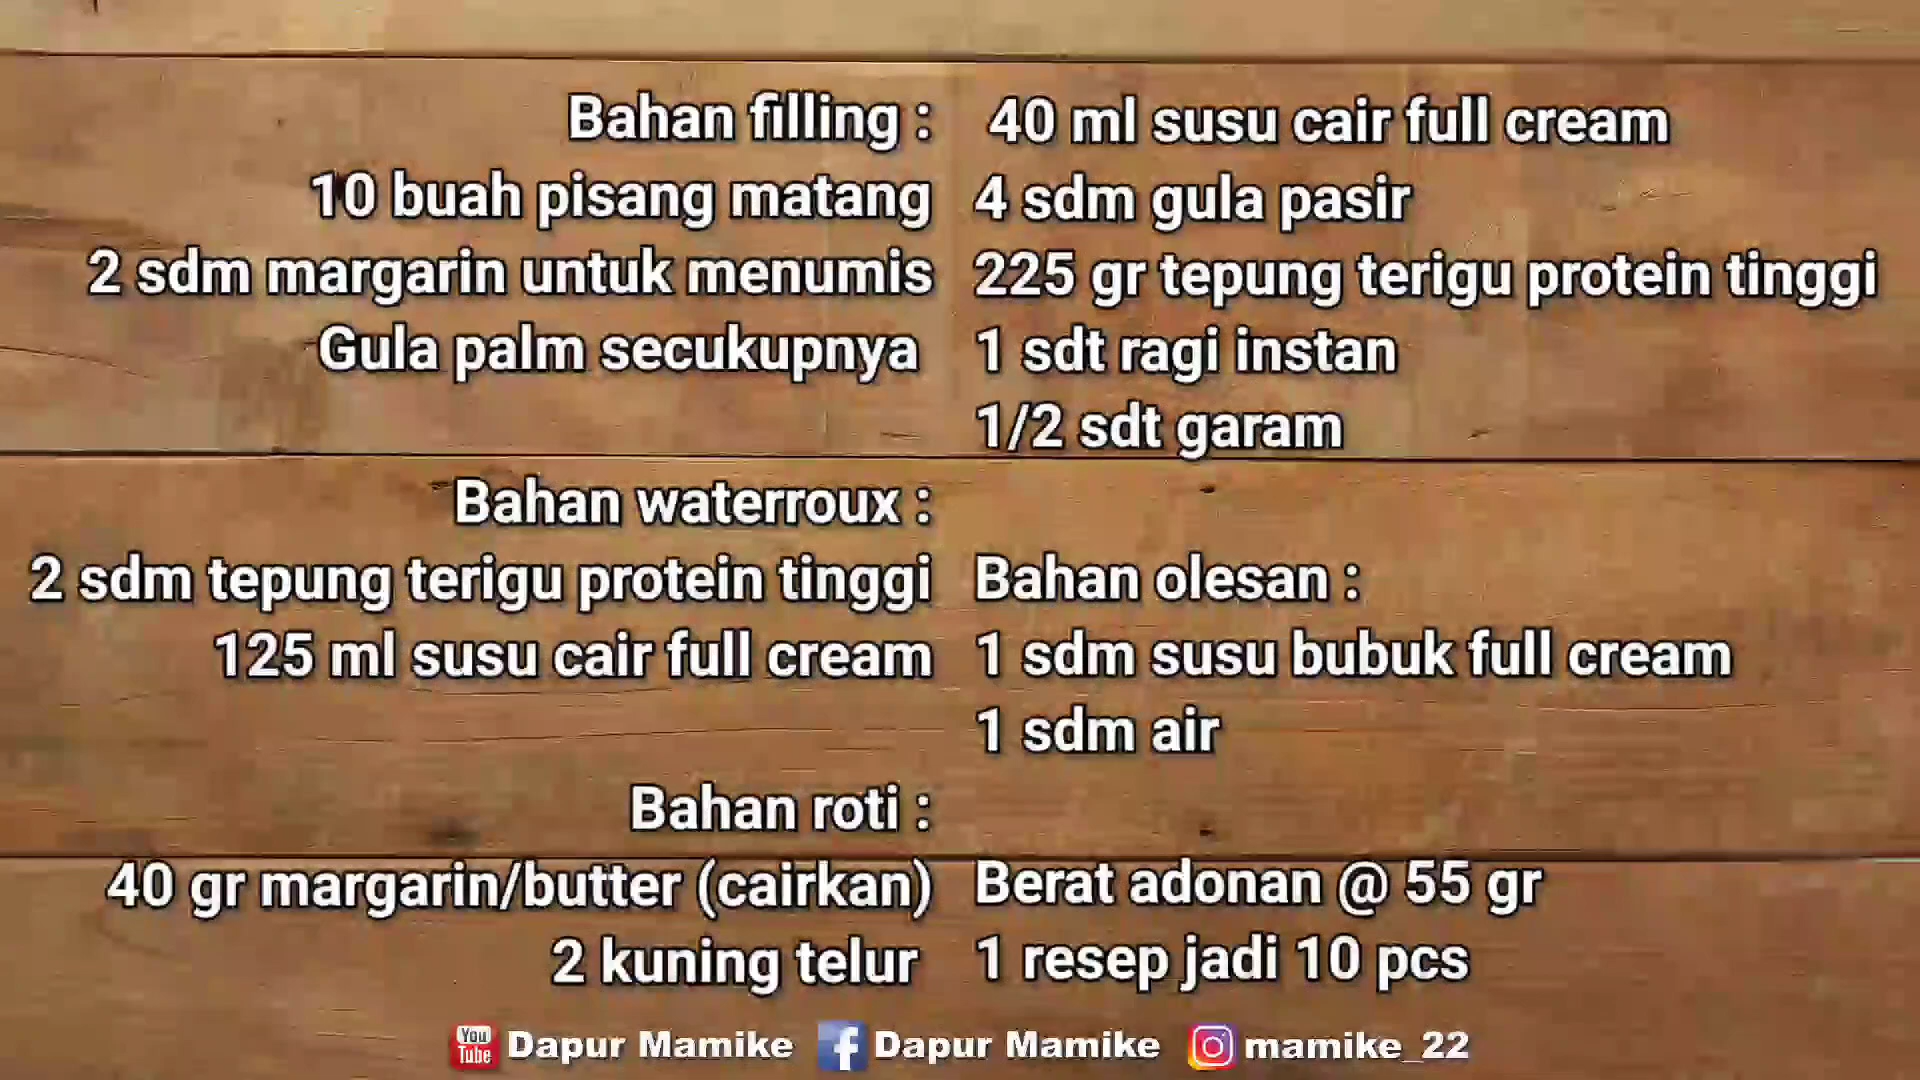 Bahan filling :
10 buah pisang matang
2 sdm margarin untuk menumis
Gula palm secukupnya
Bahan waterroux :
2 sdm tepung terigu protein tinggi
125 ml susu cair full cream
Bahan roti :
40 gr margarin/butter (cairkan)
2 kuning telur
40 ml susu cair full cream
4 sdm gula pasir
225 gr tepung terigu protein tinggi
1 sdt ragi instan
1/2 sdt garam
Bahan olesan :
1 sdm susu bubuk full cream
1 sdm air
Berat adonan @ 55 gr
1 resep jadi 10 pcs
You Tube Dapur Mamike f Dapur Mamike mamike_22